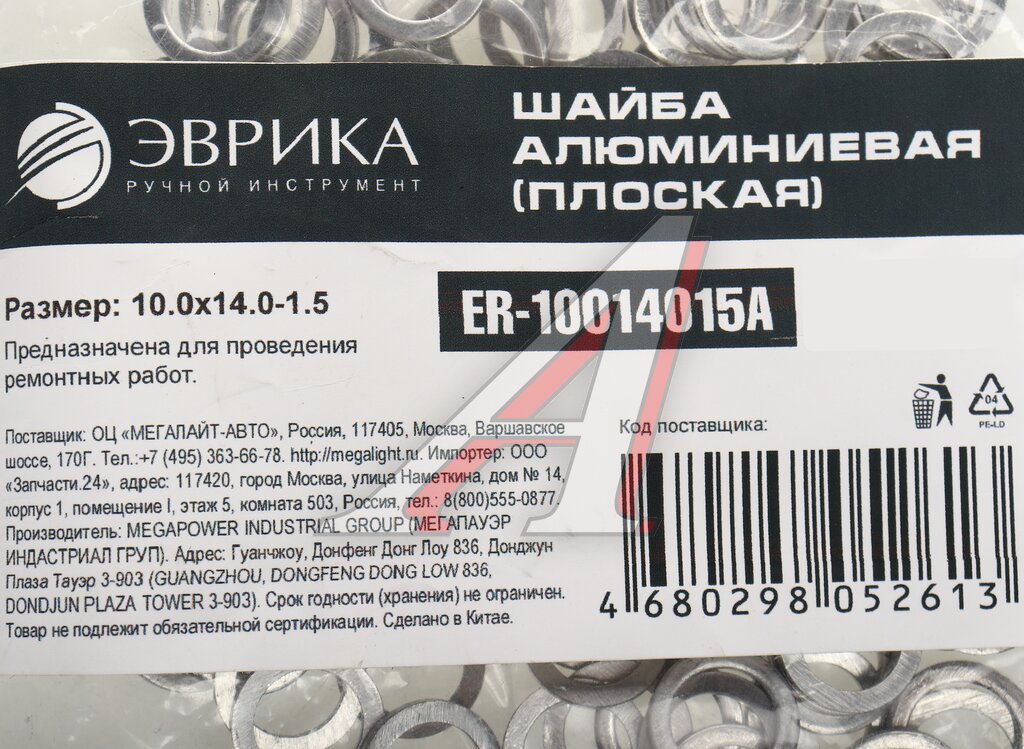 ЭВРИКА
РУЧНОЙ ИНСТРУМЕНТ
ШАЙБА
АЛЮМИНИЕВАЯ
(ПЛОСКАЯ)
Размер: 10.0x14.0-1.5
ER-10014015A
Предназначена для проведения
ремонтных работ.
Поставщик: ОЦ «МЕГАЛАЙТ-АВТО», Россия, 117405, Москва, Варшавское
шоссе, 170Г. Тел.:+7 (495) 363-66-78. http://megalight.ru. Импортер: ООО
«Запчасти.24», адрес: 117420, город Москва, улица Наметкина, дом № 14,
корпус 1, помещение I, этаж 5, комната 503, Россия, тел.: 8(800)555-0877.
Производитель: MEGAPOWER INDUSTRIAL GROUP (МЕГАПАУЭР
ИНДАСТРИАЛ ГРУП). Адрес: Гуанчжоу, Донфенг Донг Лоу 836, Донджун
Плаза Тауэр 3-903 (GUANGZHOU, DONGFENG DONG LOW 836,
DONDJUN PLAZA TOWER 3-903). Срок годности (хранения) не ограничен.
Товар не подлежит обязательной сертификации. Сделано в Китае.
Код поставщика:
04
PE-LD
4 680298 052613